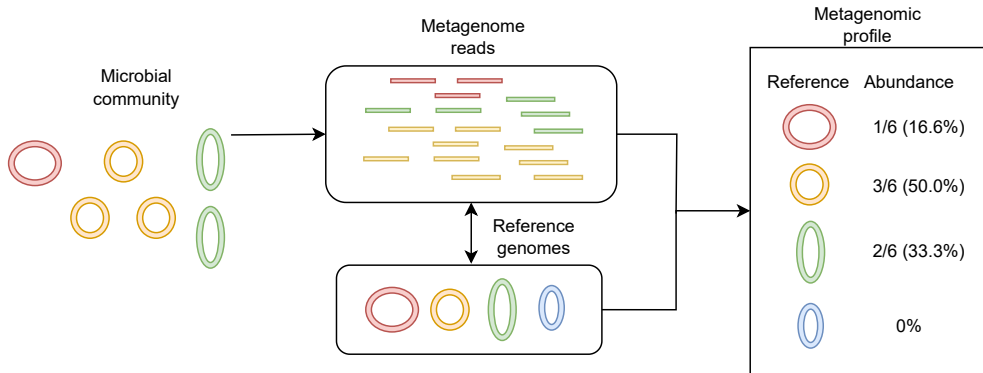 Microbial
community
Metagenome
reads
Reference
genomes
Metagenomic
profile
Reference Abundance
1/6 (16.6%)
3/6 (50.0%)
2/6 (33.3%)
0%